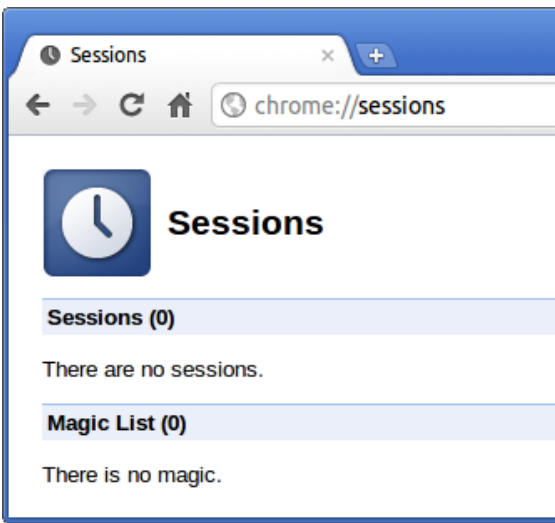 Sessions
chrome://sessions
Sessions
Sessions (0)
There are no sessions.
Magic List (0)
There is no magic.